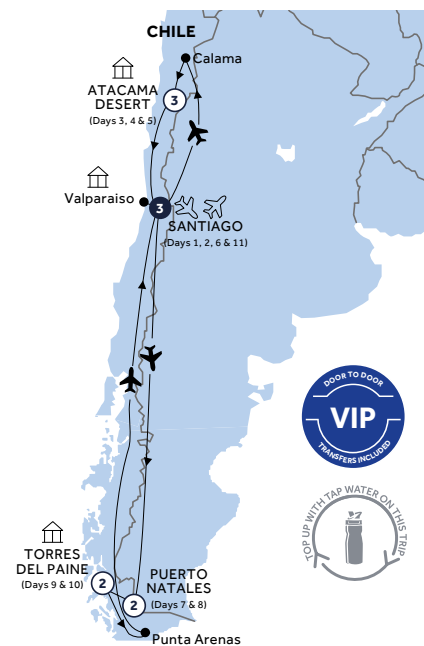 CHILE
Calama
ATACAMA
DESERT
(Days 3, 4 & 5)
3
Valparaiso
3
SANTIAGO
(Days 1, 2, 6 & 11)
DOOR TO DOOR
VIP
TRANSFERS INCLUDED
TOP UP WITH TAP WATER ON THIS TRIP
TORRES
DEL PAINE
(Days 9 & 10)
2
PUERTO
NATALES
(Days 7 & 8)
2
Punta Arenas